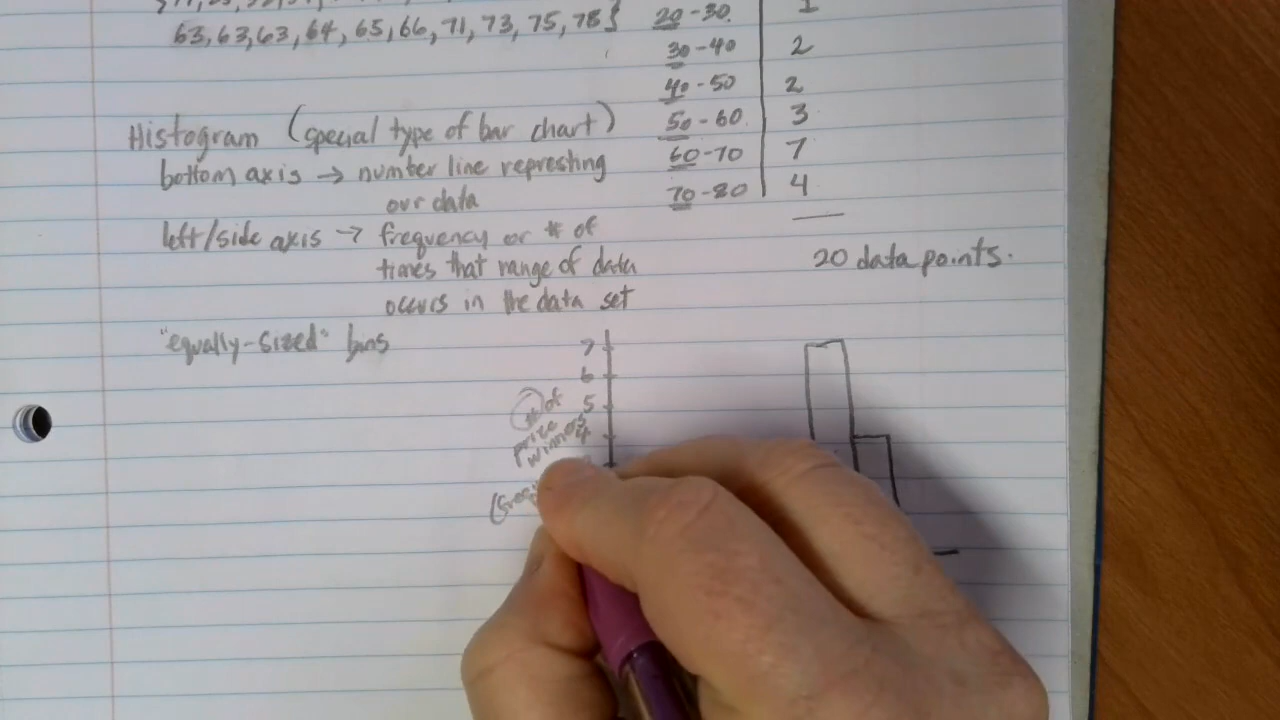 63, 63, 63, 64, 65, 66, 71, 73, 75, 78}
20-30 1
30-40 2
40-50 2
50-60 3
60-70 7
70-80 4
20 data points.
Histogram (special type of bar chart)
bottom axis → number line represting
our data
left/side axis → frequency or # of
times that range of data
occurs in the data set
"equally-sized" bins
7
6
5
4
# of
Prize
Winners